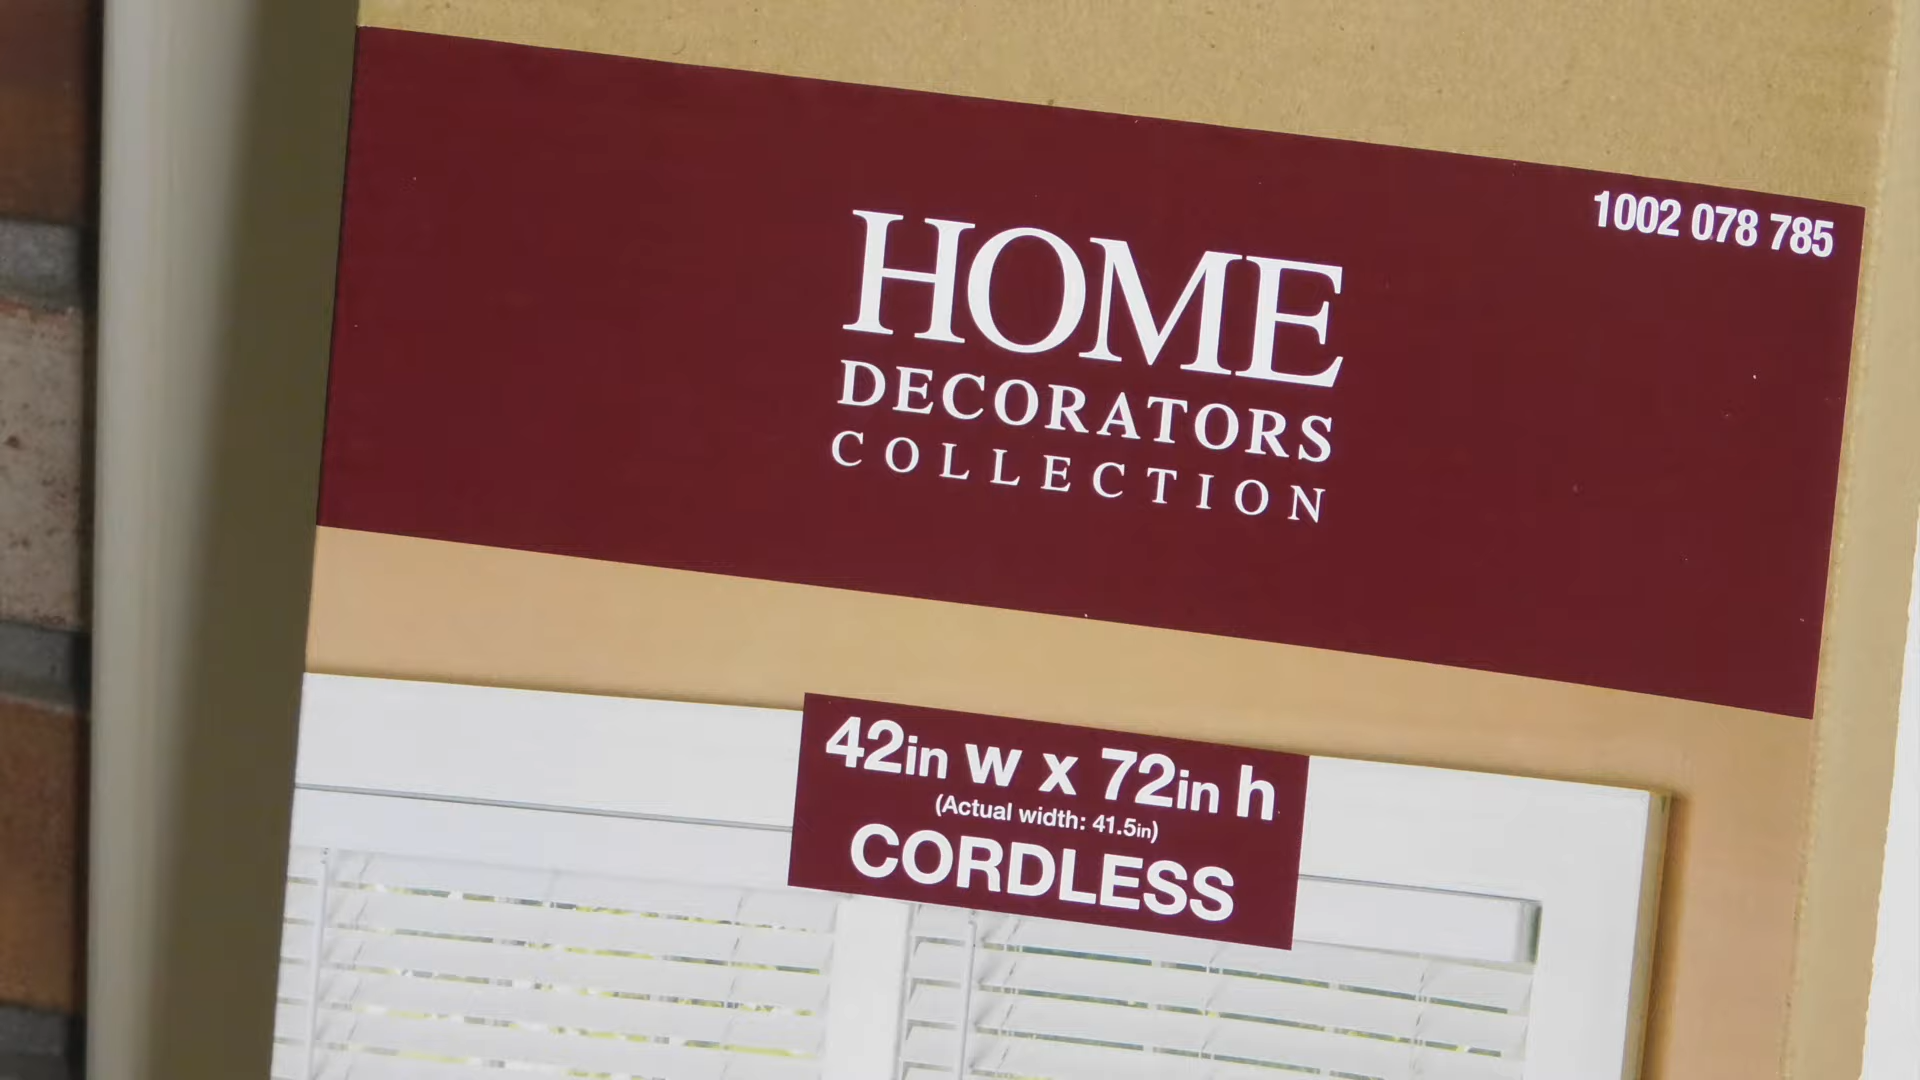 1002 078 785
HOME
DECORATORS
COLLECTION
42in w x 72in h
(Actual width: 41.5in)
CORDLESS